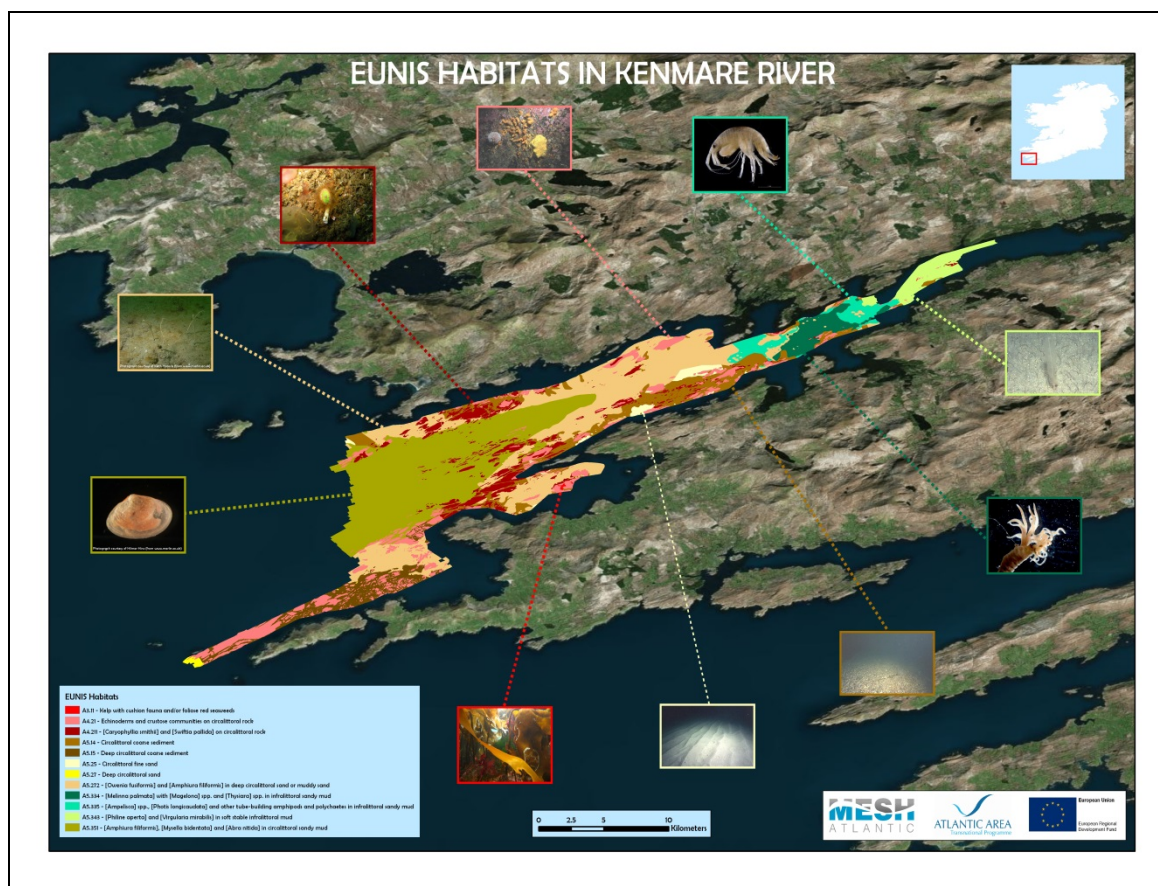 EUNIS HABITATS IN KENMARE RIVER
EUNIS Habitats
A3.11 - Kelp with cushion fauna and/or foliose red seaweeds
A4.21 - Echinoderms and crustose communities on circalittoral rock
A4.211 - [Caryophyllia smithii] and [Swiftia pallida] on circalittoral rock
A5.14 - Circalittoral coarse sediment
A5.15 - Deep circalittoral coarse sediment
A5.25 - Circalittoral fine sand
A5.27 - Deep circalittoral sand
A5.272 - [Owenia fusiformis] and [Amphiura filiformis] in deep circalittoral sand or muddy sand
A5.334 - [Melinna palmata] with [Magelona] spp. and [Thyasira] spp. in infralittoral sandy mud
A5.335 - [Ampelisca] spp., [Photis longicaudata] and other tube-building amphipods and polychaetes in infralittoral sandy mud
A5.343 - [Philine aperta] and [Virgularia mirabilis] in soft stable infralittoral mud
A5.351 - [Amphiura filiformis], [Mysella bidentata] and [Abra nitida] in circalittoral sandy mud
0 2.5 5 10
Kilometers
MESH
ATLANTIC
ATLANTIC AREA
Transnational Programme
European Union
European Regional
Development Fund